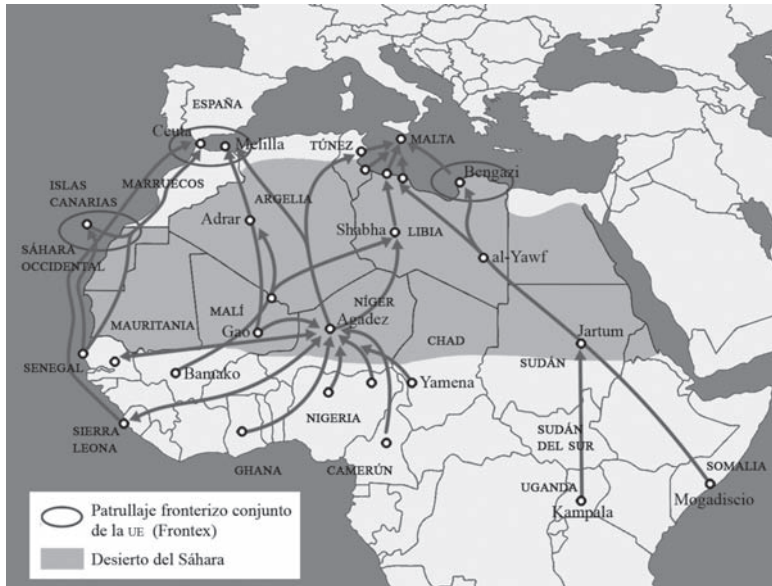 ESPAÑA
Ceuta
Melilla
TÚNEZ
MALTA
Bengazi
ISLAS
CANARIAS
MARRUECOS
ARGELIA
Adrar
Shabha
LIBIA
SÁHARA
OCCIDENTAL
al-Yawf
MAURITANIA
MALÍ
Gao
NÍGER
Agadez
CHAD
Jartum
SENEGAL
Bamako
Yamena
SUDÁN
NIGERIA
SIERRA
LEONA
GHANA
CAMERÚN
SUDÁN
DEL SUR
SOMALIA
Mogadiscio
UGANDA
Kampala
Patrullaje fronterizo conjunto
de la UE (Frontex)
Desierto del Sáhara